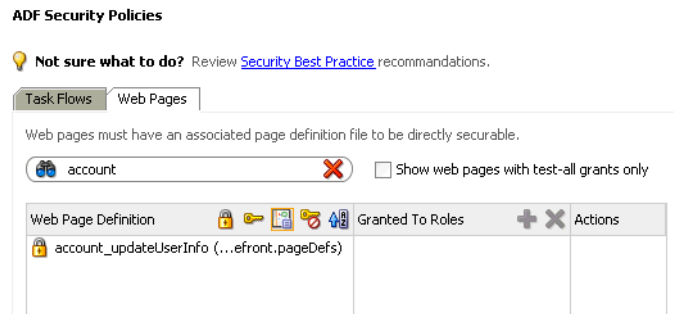 ADF Security Policies
Not sure what to do? Review Security Best Practice recommandations.
Task Flows Web Pages
Web pages must have an associated page definition file to be directly securable.
account Show web pages with test-all grants only
Web Page Definition Granted To Roles Actions
account_updateUserInfo (...efront.pageDefs)